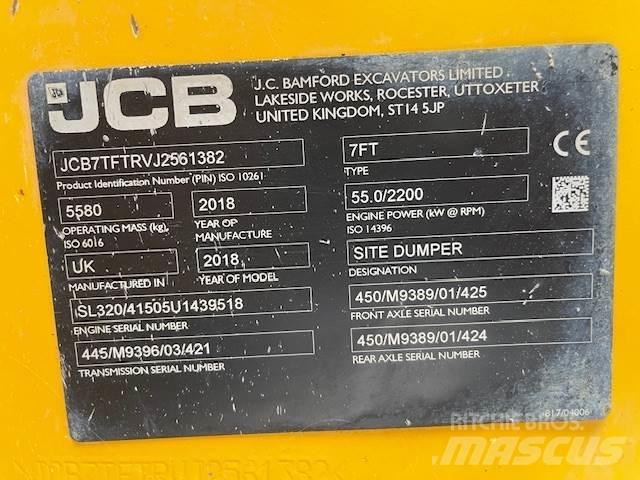 JCB
J.C. BAMFORD EXCAVATORS LIMITED
LAKESIDE WORKS, ROCESTER, UTTOXETER
UNITED KINGDOM, ST14 5JP
JCB7TFTRVJ2561382
Product Identification Number (PIN) ISO 10261
7FT
TYPE
CE
5580
OPERATING MASS (kg)
ISO 6016
2018
YEAR OF
MANUFACTURE
55.0/2200
ENGINE POWER (kW @ RPM)
ISO 14396
UK
MANUFACTURED IN
2018
YEAR OF MODEL
SITE DUMPER
DESIGNATION
SL320/41505U1439518
ENGINE SERIAL NUMBER
450/M9389/01/425
FRONT AXLE SERIAL NUMBER
445/M9396/03/421
TRANSMISSION SERIAL NUMBER
450/M9389/01/424
REAR AXLE SERIAL NUMBER
817/04006
RITCHIE BROS.
MASCUS
JCB7TFTRVJ2561382